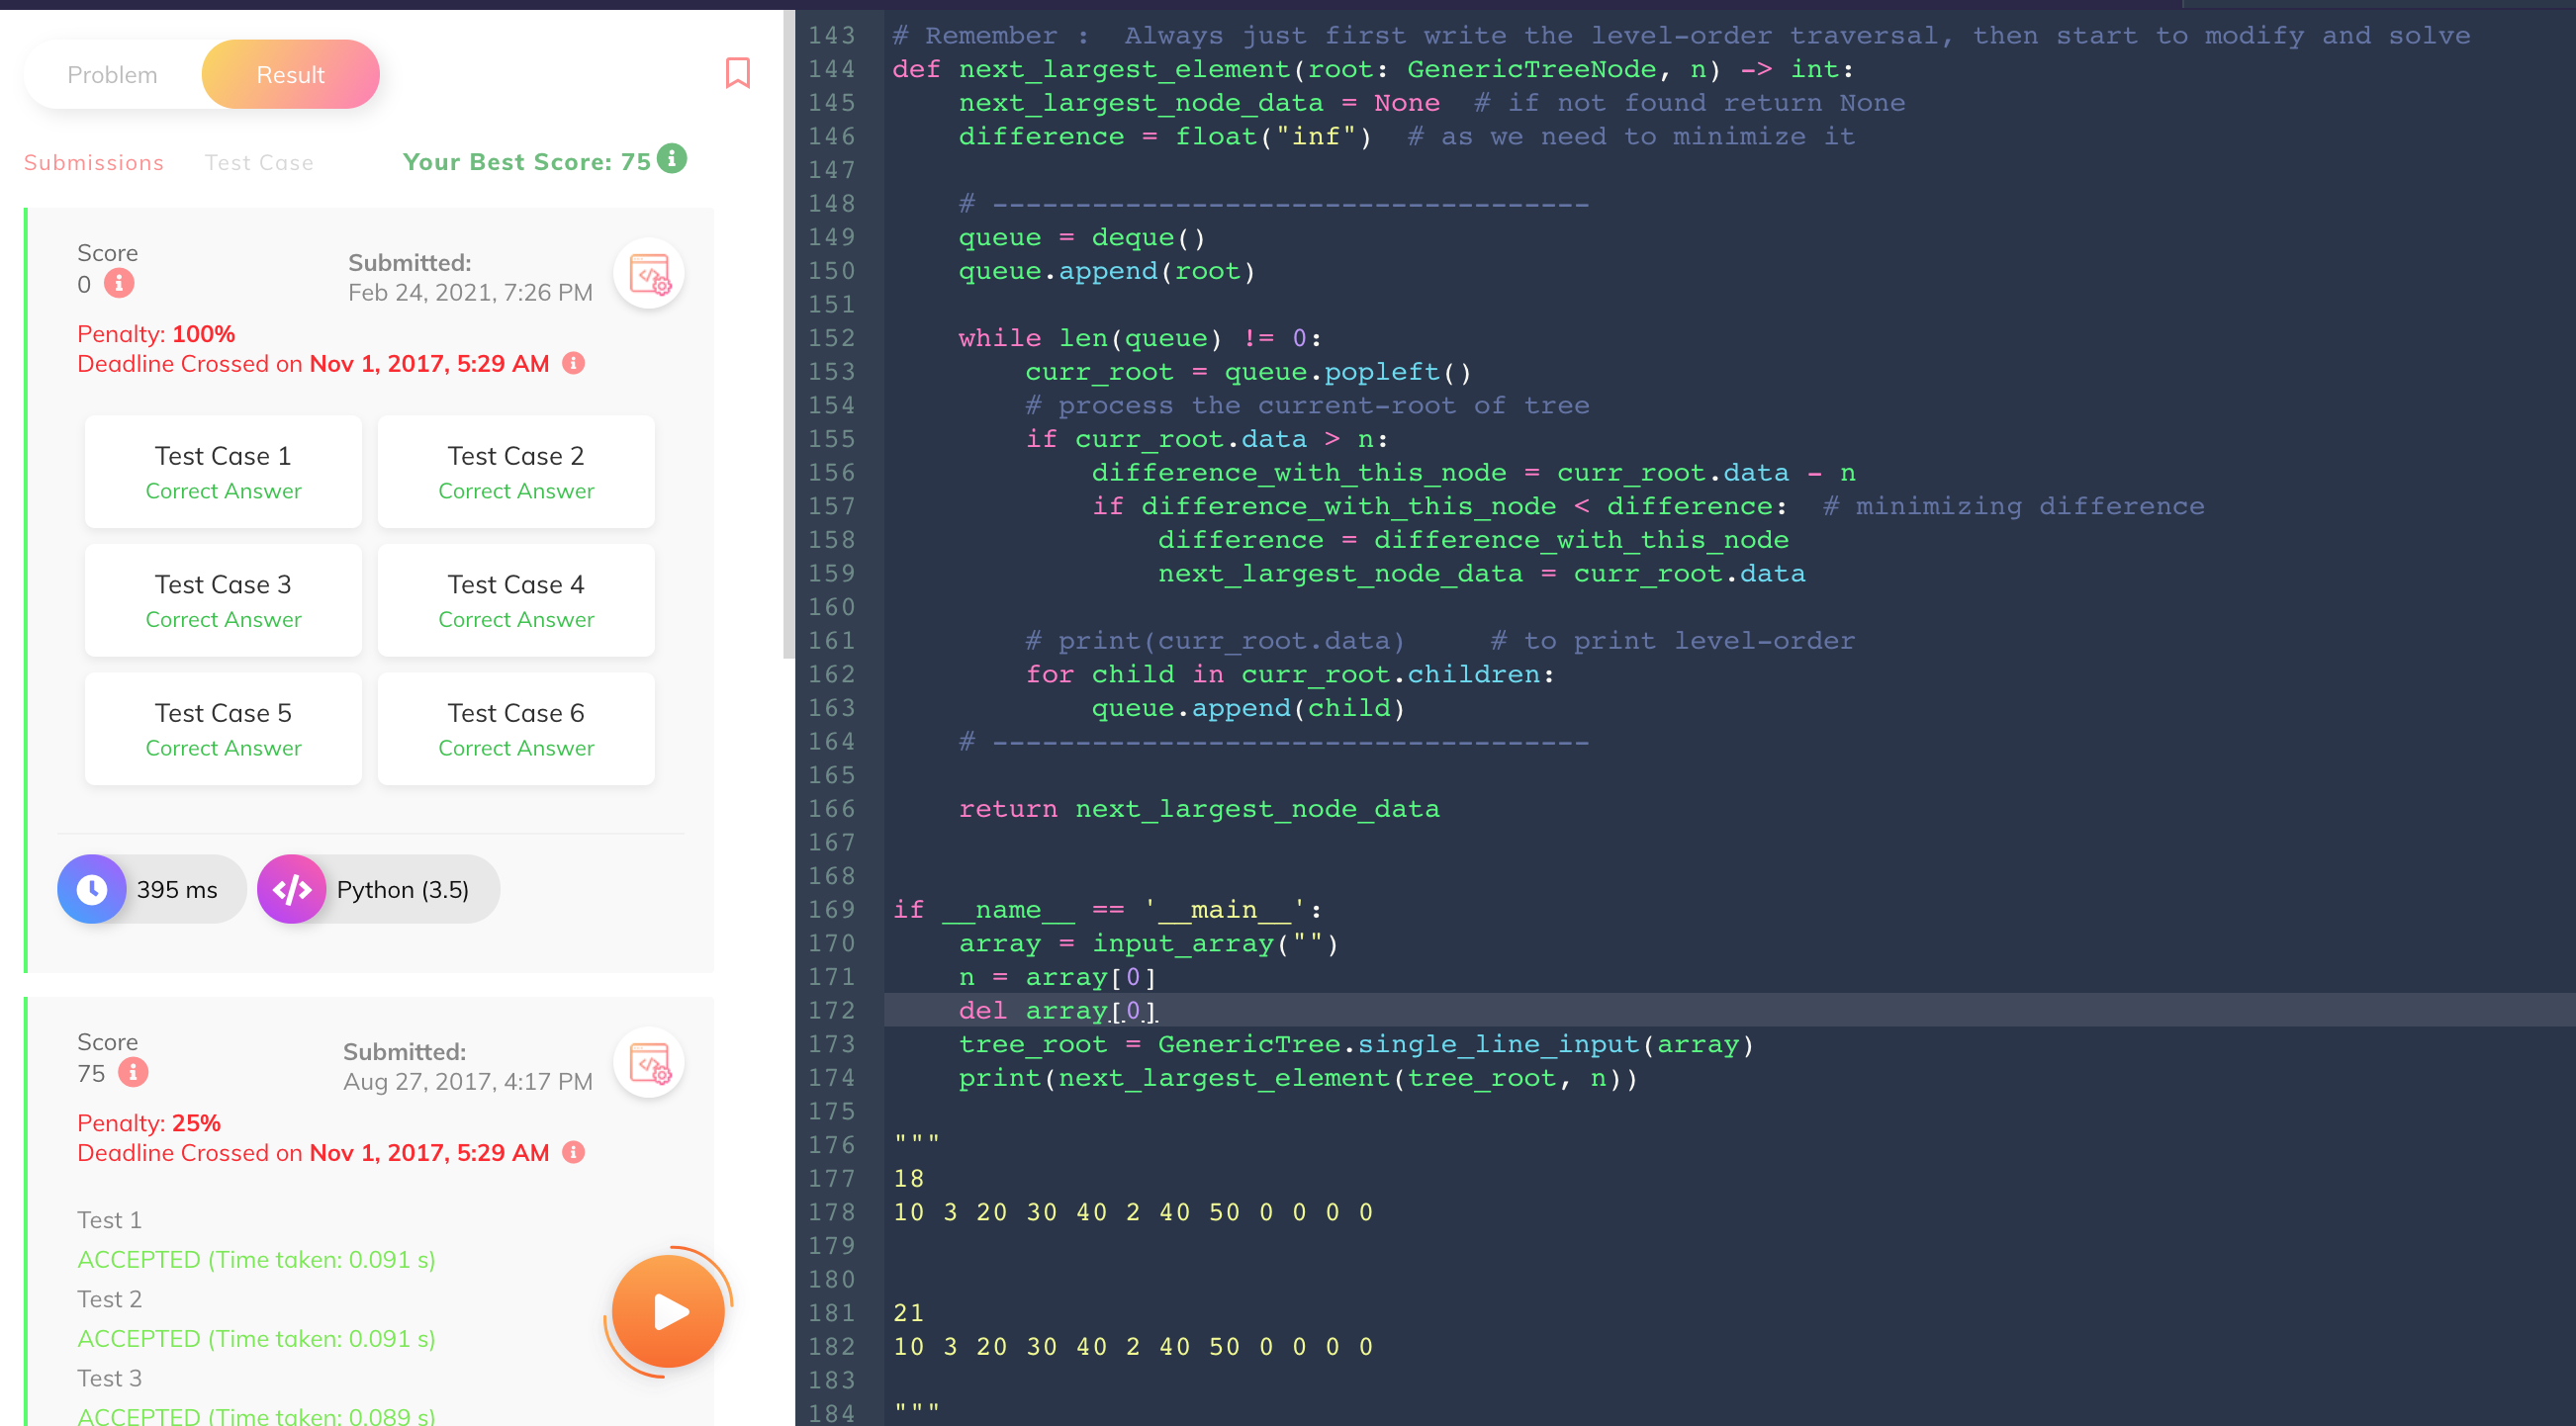 Problem
Result
Submissions
Test Case
Your Best Score: 75
Score
0
Submitted:
Feb 24, 2021, 7:26 PM
Penalty: 100%
Deadline Crossed on Nov 1, 2017, 5:29 AM
Test Case 1
Correct Answer
Test Case 2
Correct Answer
Test Case 3
Correct Answer
Test Case 4
Correct Answer
Test Case 5
Correct Answer
Test Case 6
Correct Answer
395 ms
Python (3.5)
Score
75
Submitted:
Aug 27, 2017, 4:17 PM
Penalty: 25%
Deadline Crossed on Nov 1, 2017, 5:29 AM
Test 1
ACCEPTED (Time taken: 0.091 s)
Test 2
ACCEPTED (Time taken: 0.091 s)
Test 3
ACCEPTED (Time taken: 0.089 s)
143 # Remember :  Always just first write the level-order traversal, then start to modify and solve
144 def next_largest_element(root: GenericTreeNode, n) -> int:
145     next_largest_node_data = None  # if not found return None
146     difference = float("inf")  # as we need to minimize it
147
148     # ------------------------------------
149     queue = deque()
150     queue.append(root)
151
152     while len(queue) != 0:
153         curr_root = queue.popleft()
154         # process the current-root of tree
155         if curr_root.data > n:
156             difference_with_this_node = curr_root.data - n
157             if difference_with_this_node < difference:  # minimizing difference
158                 difference = difference_with_this_node
159                 next_largest_node_data = curr_root.data
160
161         # print(curr_root.data)     # to print level-order
162         for child in curr_root.children:
163             queue.append(child)
164     # ------------------------------------
165
166     return next_largest_node_data
167
168
169 if __name__ == '__main__':
170     array = input_array("")
171     n = array[0]
172     del array[0]
173     tree_root = GenericTree.single_line_input(array)
174     print(next_largest_element(tree_root, n))
175
176 """
177 18
178 10 3 20 30 40 2 40 50 0 0 0 0
179
180
181 21
182 10 3 20 30 40 2 40 50 0 0 0 0
183
184 """